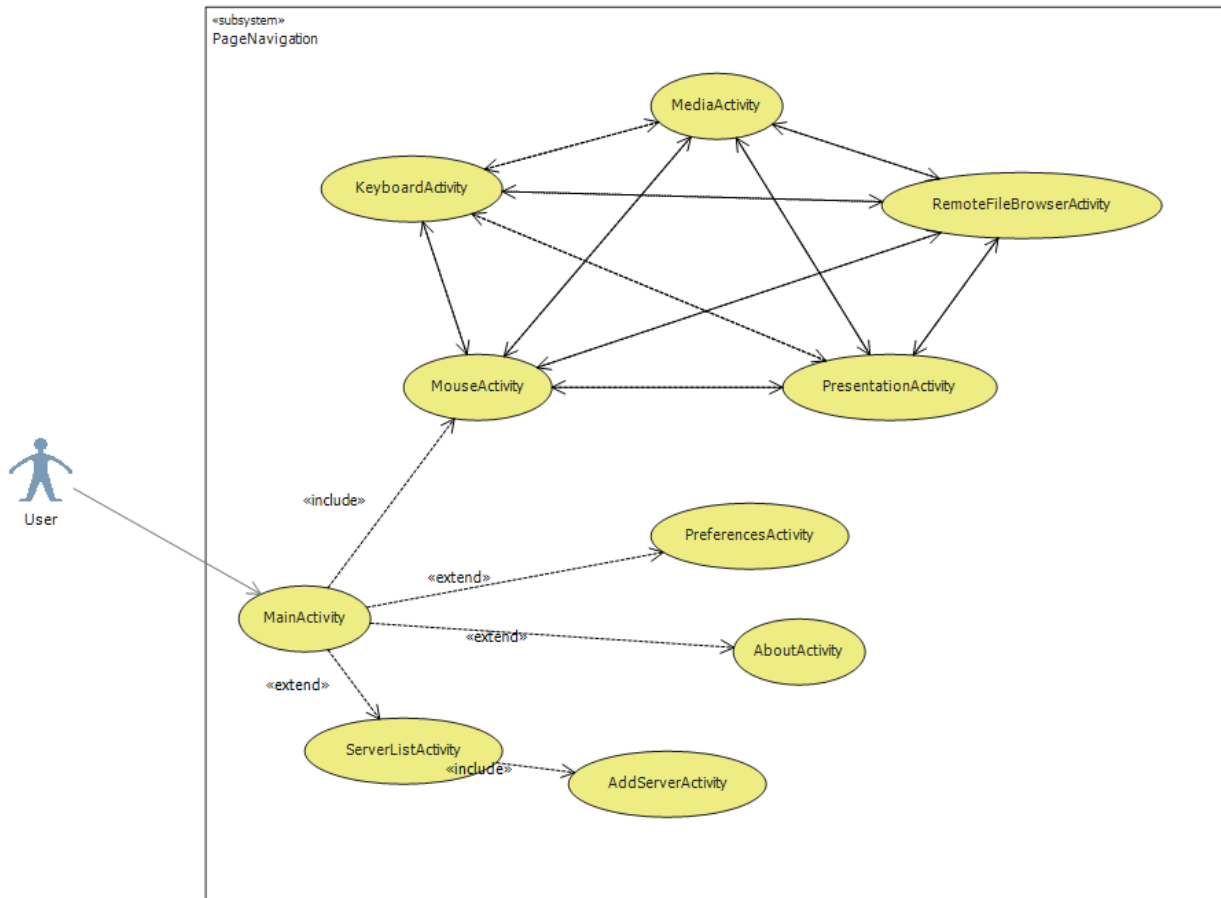 «subsystem»
PageNavigation
MediaActivity
KeyboardActivity
RemoteFileBrowserActivity
MouseActivity
PresentationActivity
User
«include»
PreferencesActivity
«extend»
MainActivity
«extend»
AboutActivity
«extend»
ServerListActivity
«include»
AddServerActivity